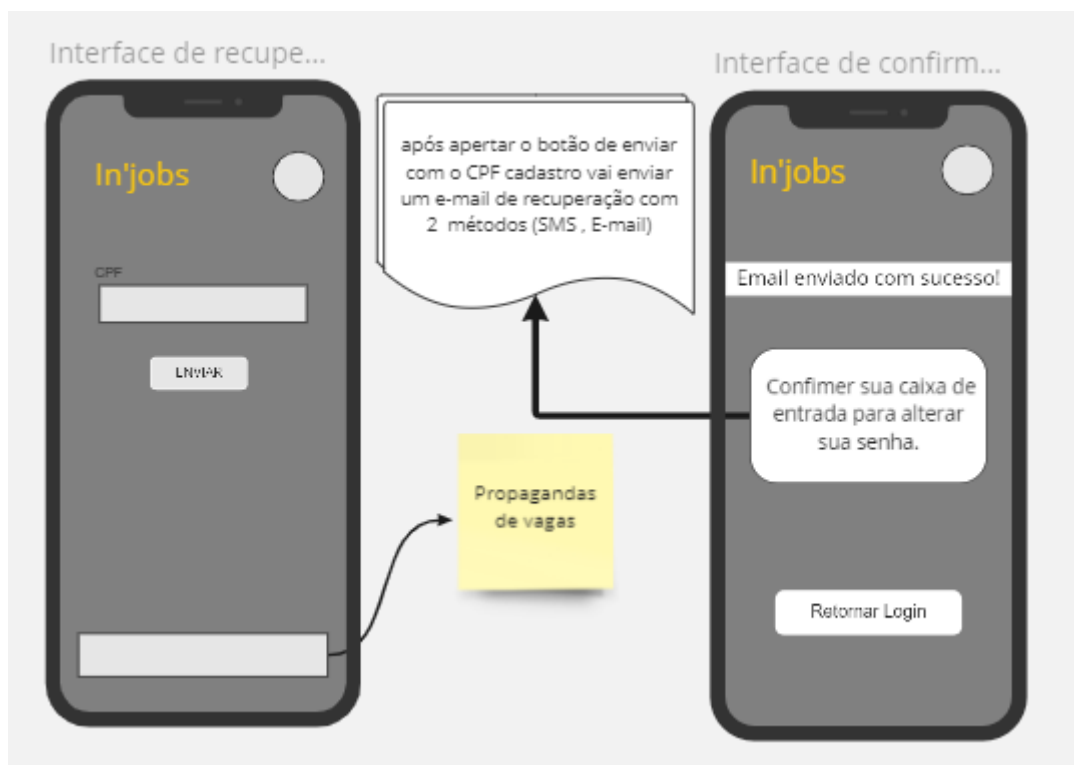 Interface de recupe...
In'jobs
CPF
ENVIAR
após apertar o botão de enviar
com o CPF cadastro vai enviar
um e-mail de recuperação com
2 métodos (SMS , E-mail)
Propagandas
de vagas
Interface de confirm...
In'jobs
Email enviado com sucesso!
Confimer sua caixa de
entrada para alterar
sua senha.
Retornar Login